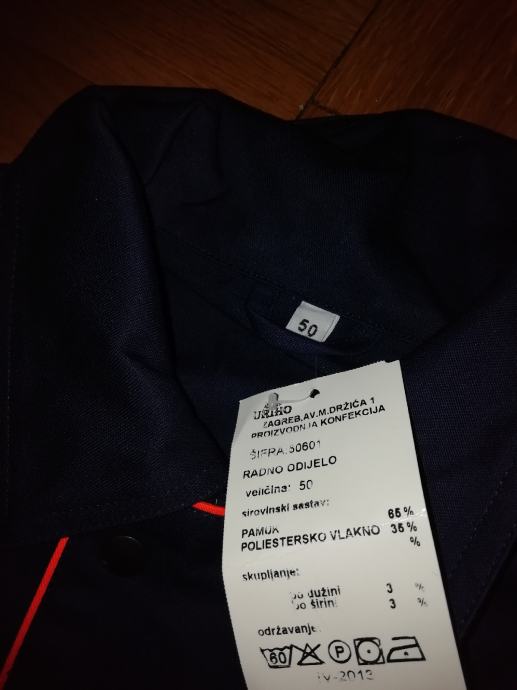 50
URIHO
ZAGREB,AV.M.DRŽIĆA 1
PROIZVODNJA KONFEKCIJA
ŠIFRA:50601
RADNO ODIJELO
veličina: 50
sirovinski sastav:
PAMUK 65 %
POLIESTERSKO VLAKNO 35 %
%
skupljanje:
po dužini 3 %
po širini 3 %
održavanje
60 P
IV-2013